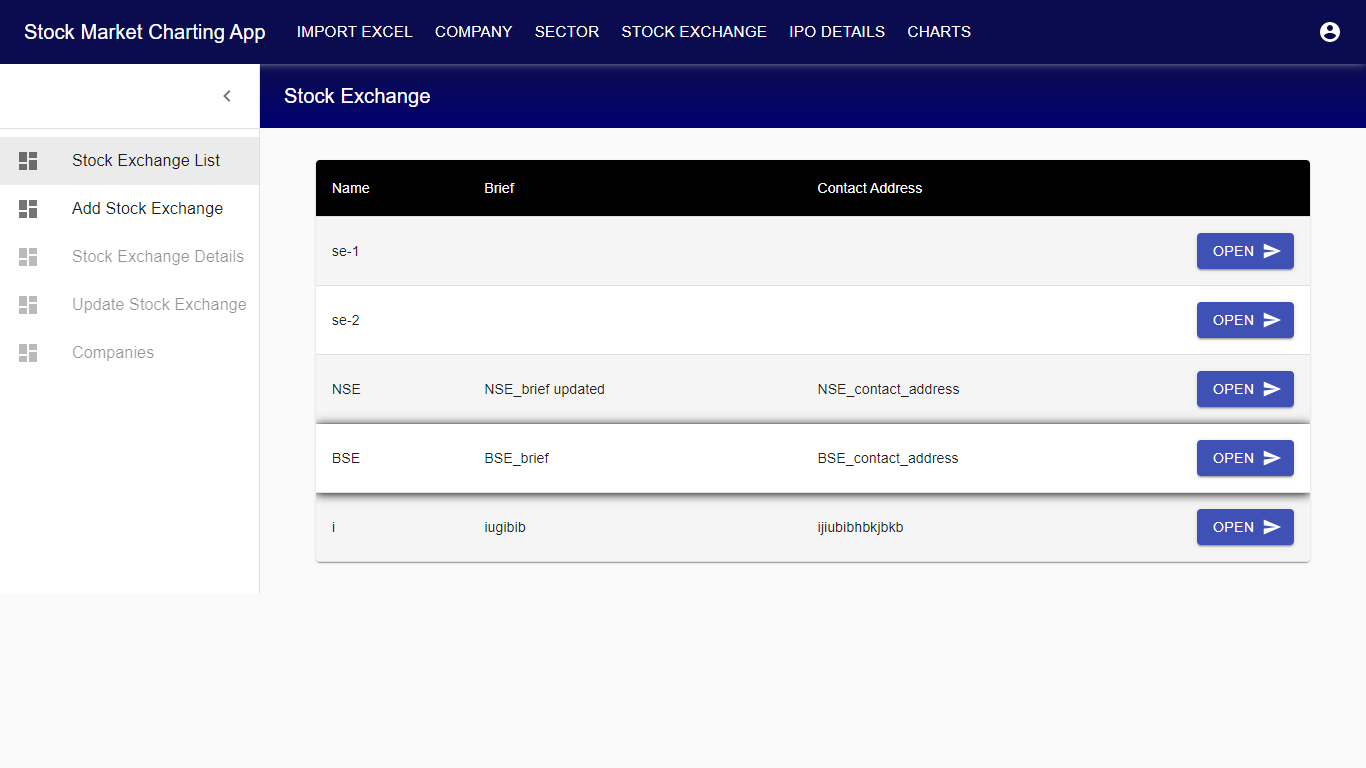 Stock Market Charting App IMPORT EXCEL COMPANY SECTOR STOCK EXCHANGE IPO DETAILS CHARTS
Stock Exchange
Stock Exchange List
Add Stock Exchange
Stock Exchange Details
Update Stock Exchange
Companies
Name Brief Contact Address
se-1 OPEN
se-2 OPEN
NSE NSE_brief updated NSE_contact_address OPEN
BSE BSE_brief BSE_contact_address OPEN
i iugibib ijiubibhbkjbkb OPEN